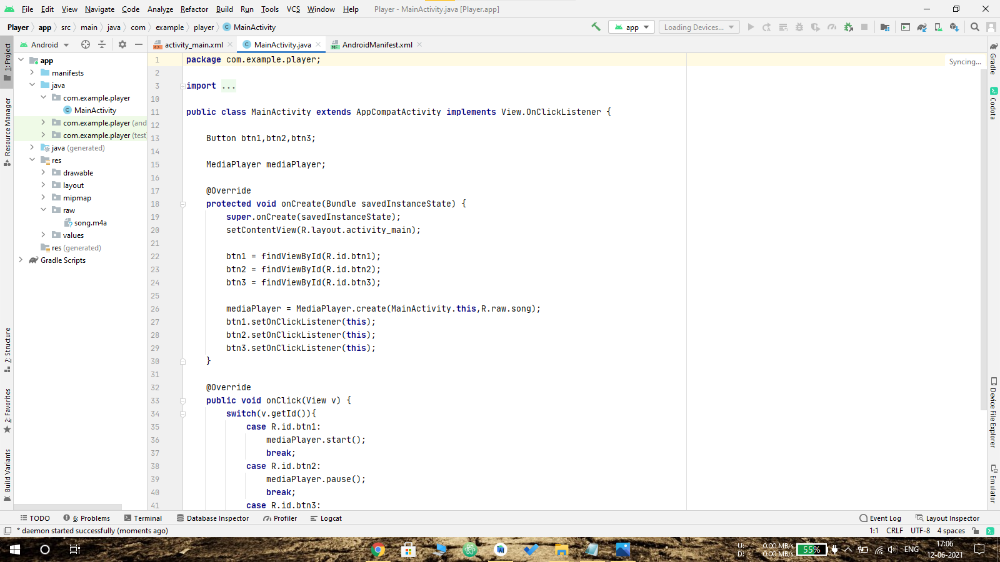 File Edit View Navigate Code Analyze Refactor Build Run Tools VCS Window Help Player - MainActivity.java [Player.app]
Player app src main java com example player MainActivity app Loading Devices...
Android activity_main.xml MainActivity.java AndroidManifest.xml
1: Project
Resource Manager
7: Structure
2: Favorites
Build Variants
app
manifests
java
com.example.player
MainActivity
com.example.player (and
com.example.player (test
java (generated)
res
drawable
layout
mipmap
raw
song.m4a
values
res (generated)
Gradle Scripts
1 package com.example.player;
2
3 import ...
10
11 public class MainActivity extends AppCompatActivity implements View.OnClickListener {
12
13 Button btn1,btn2,btn3;
14
15 MediaPlayer mediaPlayer;
16
17 @Override
18 protected void onCreate(Bundle savedInstanceState) {
19 super.onCreate(savedInstanceState);
20 setContentView(R.layout.activity_main);
21
22 btn1 = findViewById(R.id.btn1);
23 btn2 = findViewById(R.id.btn2);
24 btn3 = findViewById(R.id.btn3);
25
26 mediaPlayer = MediaPlayer.create(MainActivity.this,R.raw.song);
27 btn1.setOnClickListener(this);
28 btn2.setOnClickListener(this);
29 btn3.setOnClickListener(this);
30 }
31
32 @Override
33 public void onClick(View v) {
34 switch(v.getId()){
35 case R.id.btn1:
36 mediaPlayer.start();
37 break;
38 case R.id.btn2:
39 mediaPlayer.pause();
40 break;
41 case R.id.btn3:
Syncing...
Gradle
Codota
Device File Explorer
Emulator
TODO 6: Problems Terminal Database Inspector Profiler Logcat Event Log Layout Inspector
* daemon started successfully (moments ago) 1:1 CRLF UTF-8 4 spaces
U: 0.00 MB/s
D: 0.00 MB/s
55%
ENG
17:06
12-06-2021